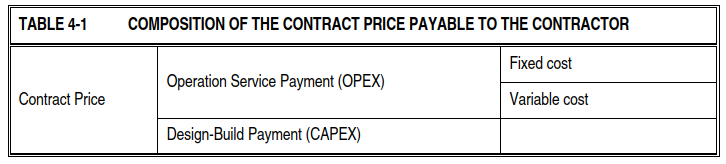 TABLE 4-1 COMPOSITION OF THE CONTRACT PRICE PAYABLE TO THE CONTRACTOR
Contract Price
Operation Service Payment (OPEX)
Fixed cost
Variable cost
Design-Build Payment (CAPEX)